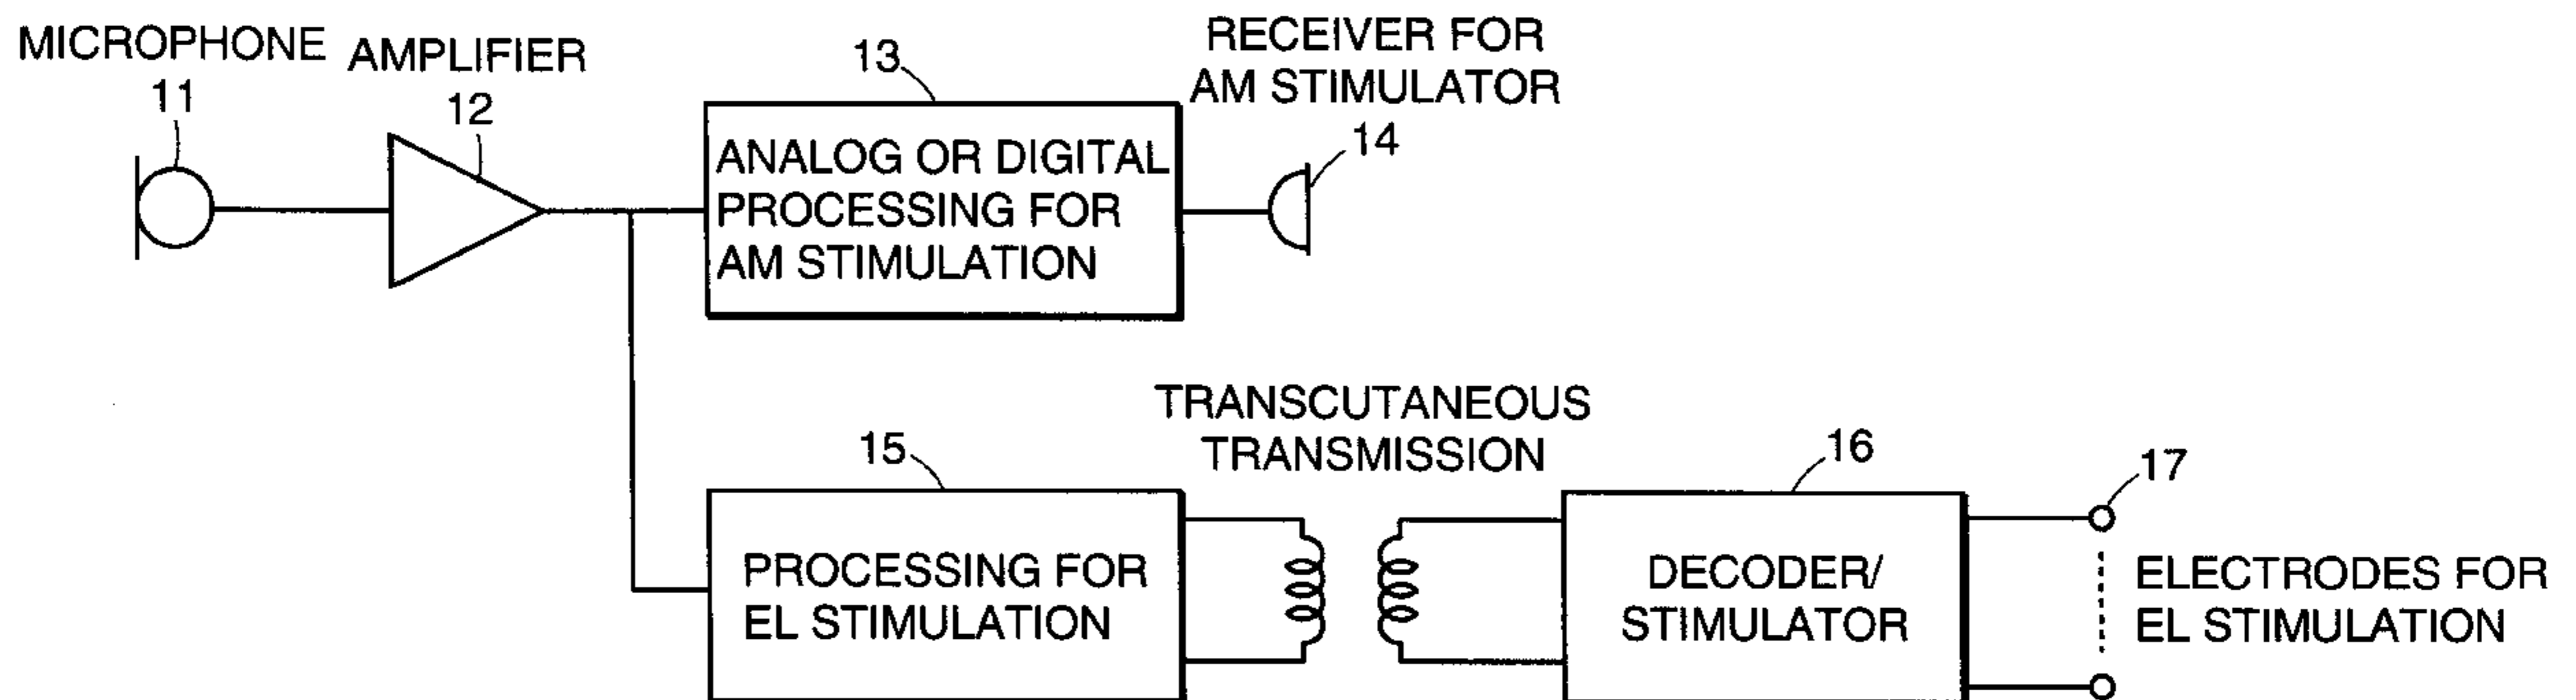 MICROPHONE
11
AMPLIFIER
12
13
RECEIVER FOR
AM STIMULATOR
14
ANALOG OR DIGITAL
PROCESSING FOR
AM STIMULATION
TRANSCUTANEOUS
TRANSMISSION
15
16
17
PROCESSING FOR
EL STIMULATION
DECODER/
STIMULATOR
ELECTRODES FOR
EL STIMULATION